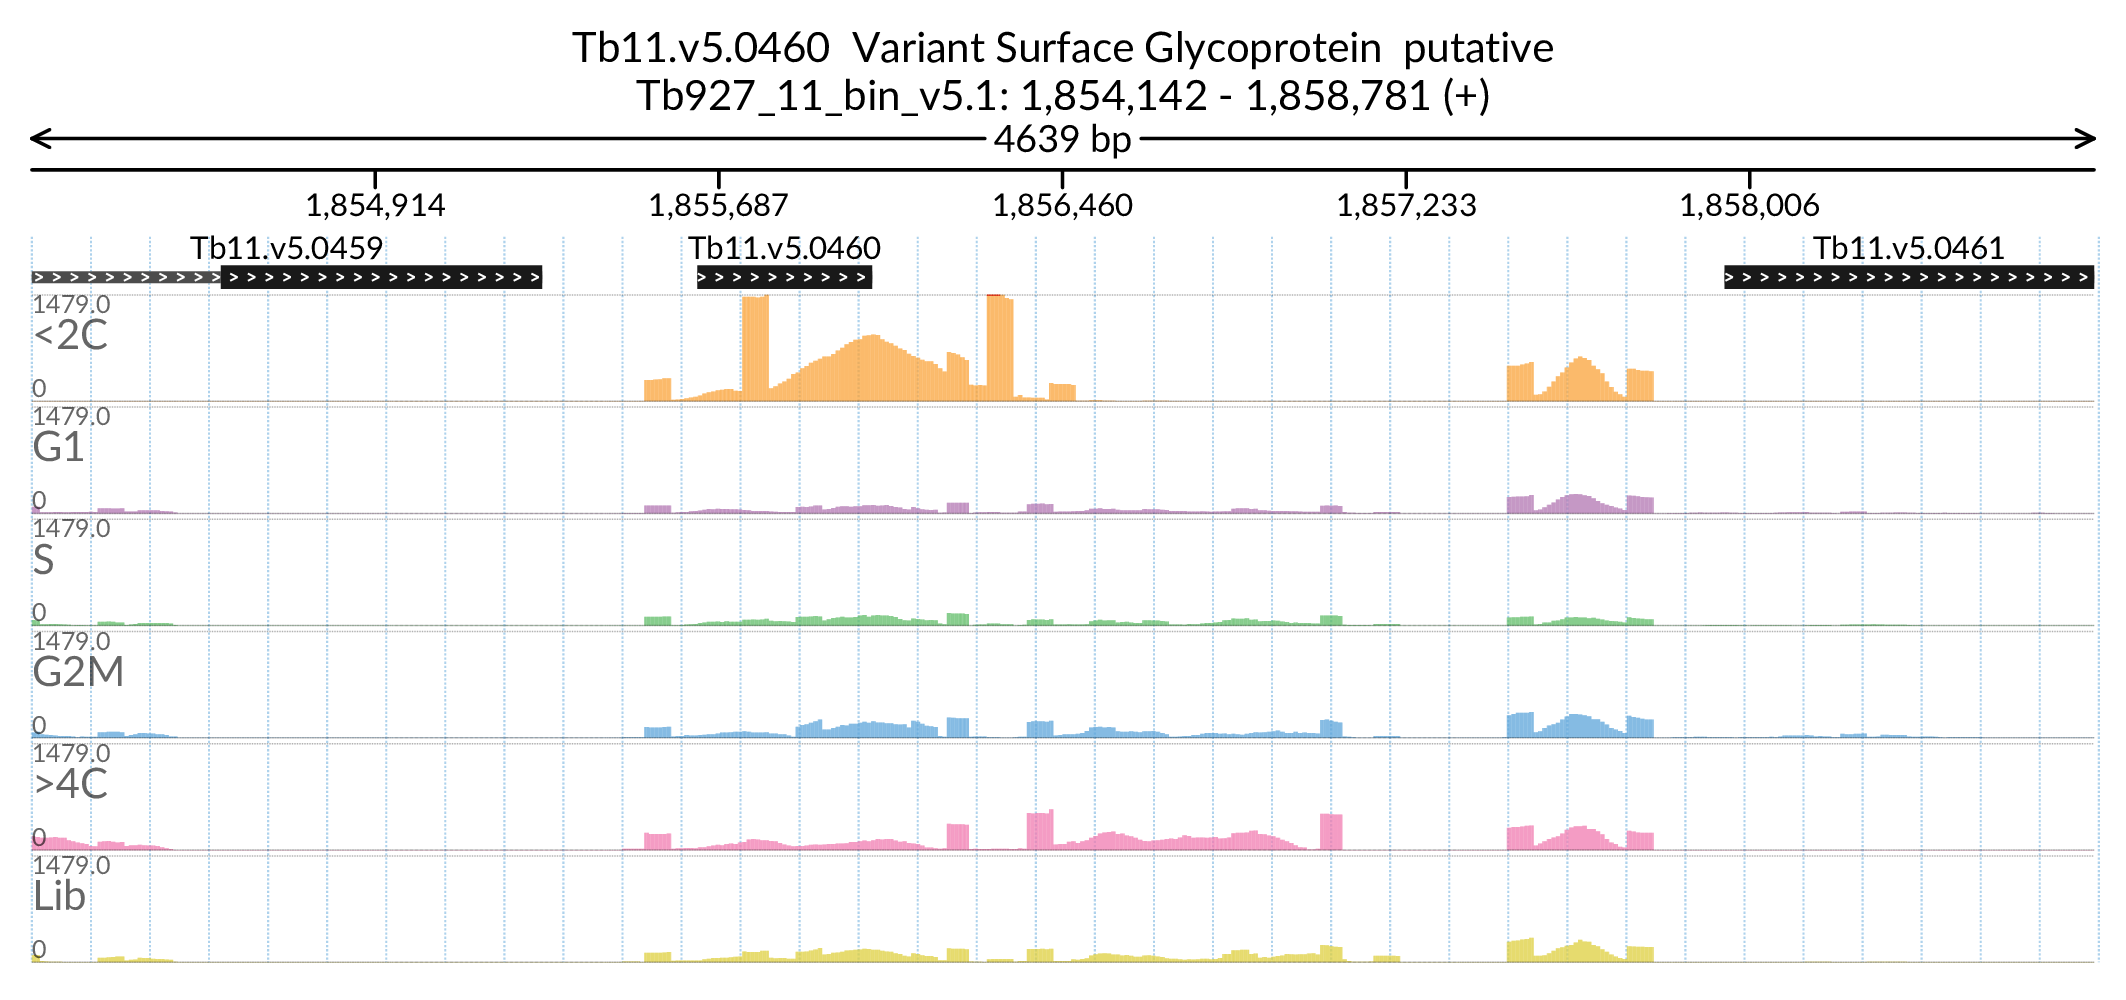 Tb11.v5.0460  Variant Surface Glycoprotein  putative
Tb927_11_bin_v5.1: 1,854,142 - 1,858,781 (+)
4639 bp
1,854,914 1,855,687 1,856,460 1,857,233 1,858,006
Tb11.v5.0459 Tb11.v5.0460 Tb11.v5.0461
1479.0
<2C
0
1479.0
G1
0
1479.0
S
0
1479.0
G2M
0
1479.0
>4C
0
1479.0
Lib
0